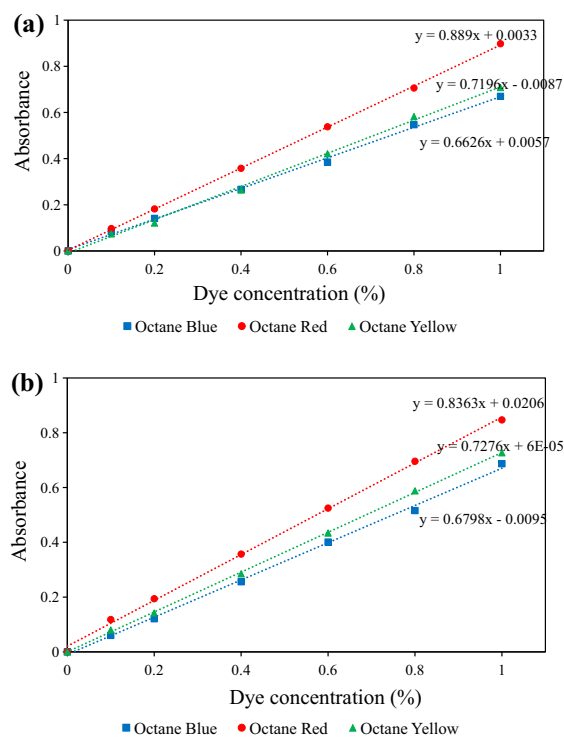 (a)
y = 0.889x + 0.0033
y = 0.7196x - 0.0087
y = 0.6626x + 0.0057
Absorbance
1
0.8
0.6
0.4
0.2
0
0 0.2 0.4 0.6 0.8 1
Dye concentration (%)
Octane Blue Octane Red Octane Yellow
(b)
y = 0.8363x + 0.0206
y = 0.7276x + 6E-05
y = 0.6798x - 0.0095
Absorbance
1
0.8
0.6
0.4
0.2
0
0 0.2 0.4 0.6 0.8 1
Dye concentration (%)
Octane Blue Octane Red Octane Yellow